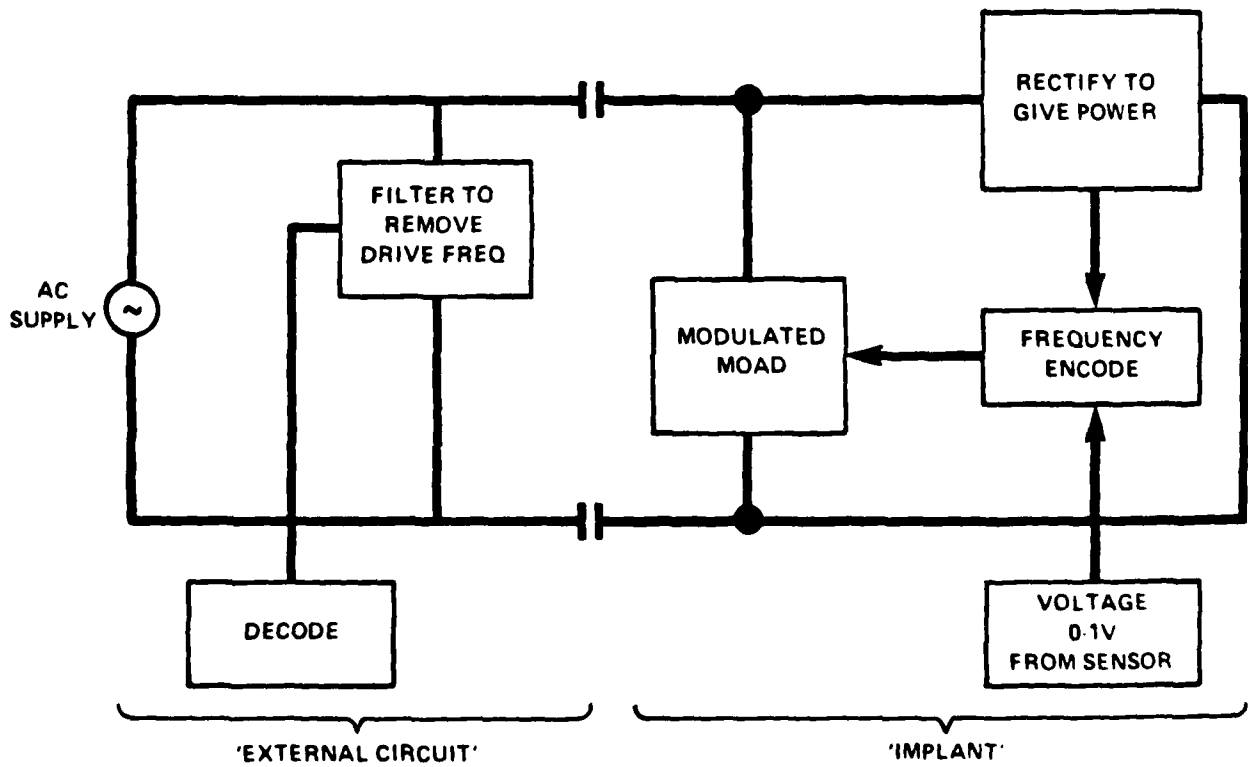 RECTIFY TO
GIVE POWER
FILTER TO
REMOVE
DRIVE FREQ
AC
SUPPLY
~
MODULATED
MOAD
FREQUENCY
ENCODE
DECODE
VOLTAGE
0·1V
FROM SENSOR
'EXTERNAL CIRCUIT'
'IMPLANT'